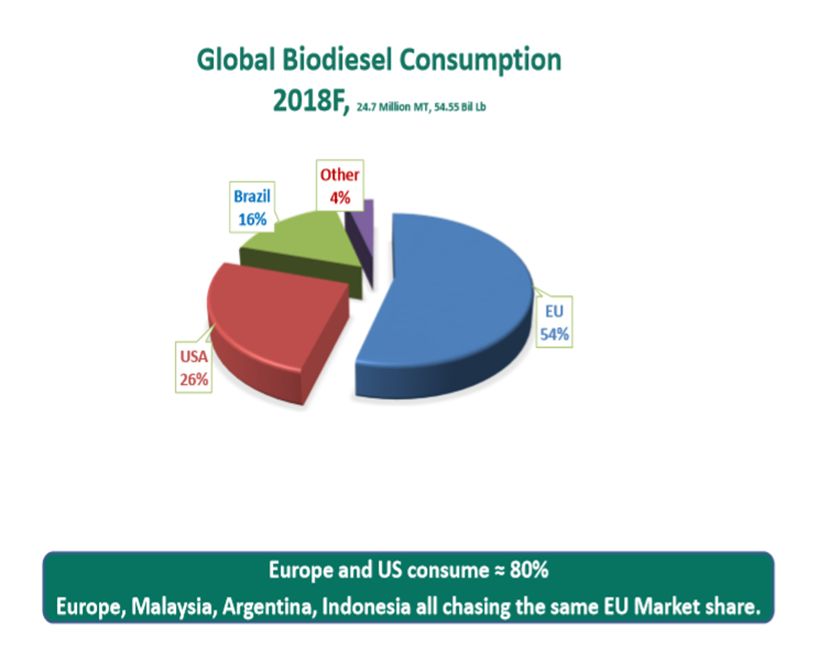 Global Biodiesel Consumption
2018F, 24.7 Million MT, 54.55 Bil Lb
Other
4%
Brazil
16%
EU
54%
USA
26%
Europe and US consume ≈ 80%
Europe, Malaysia, Argentina, Indonesia all chasing the same EU Market share.